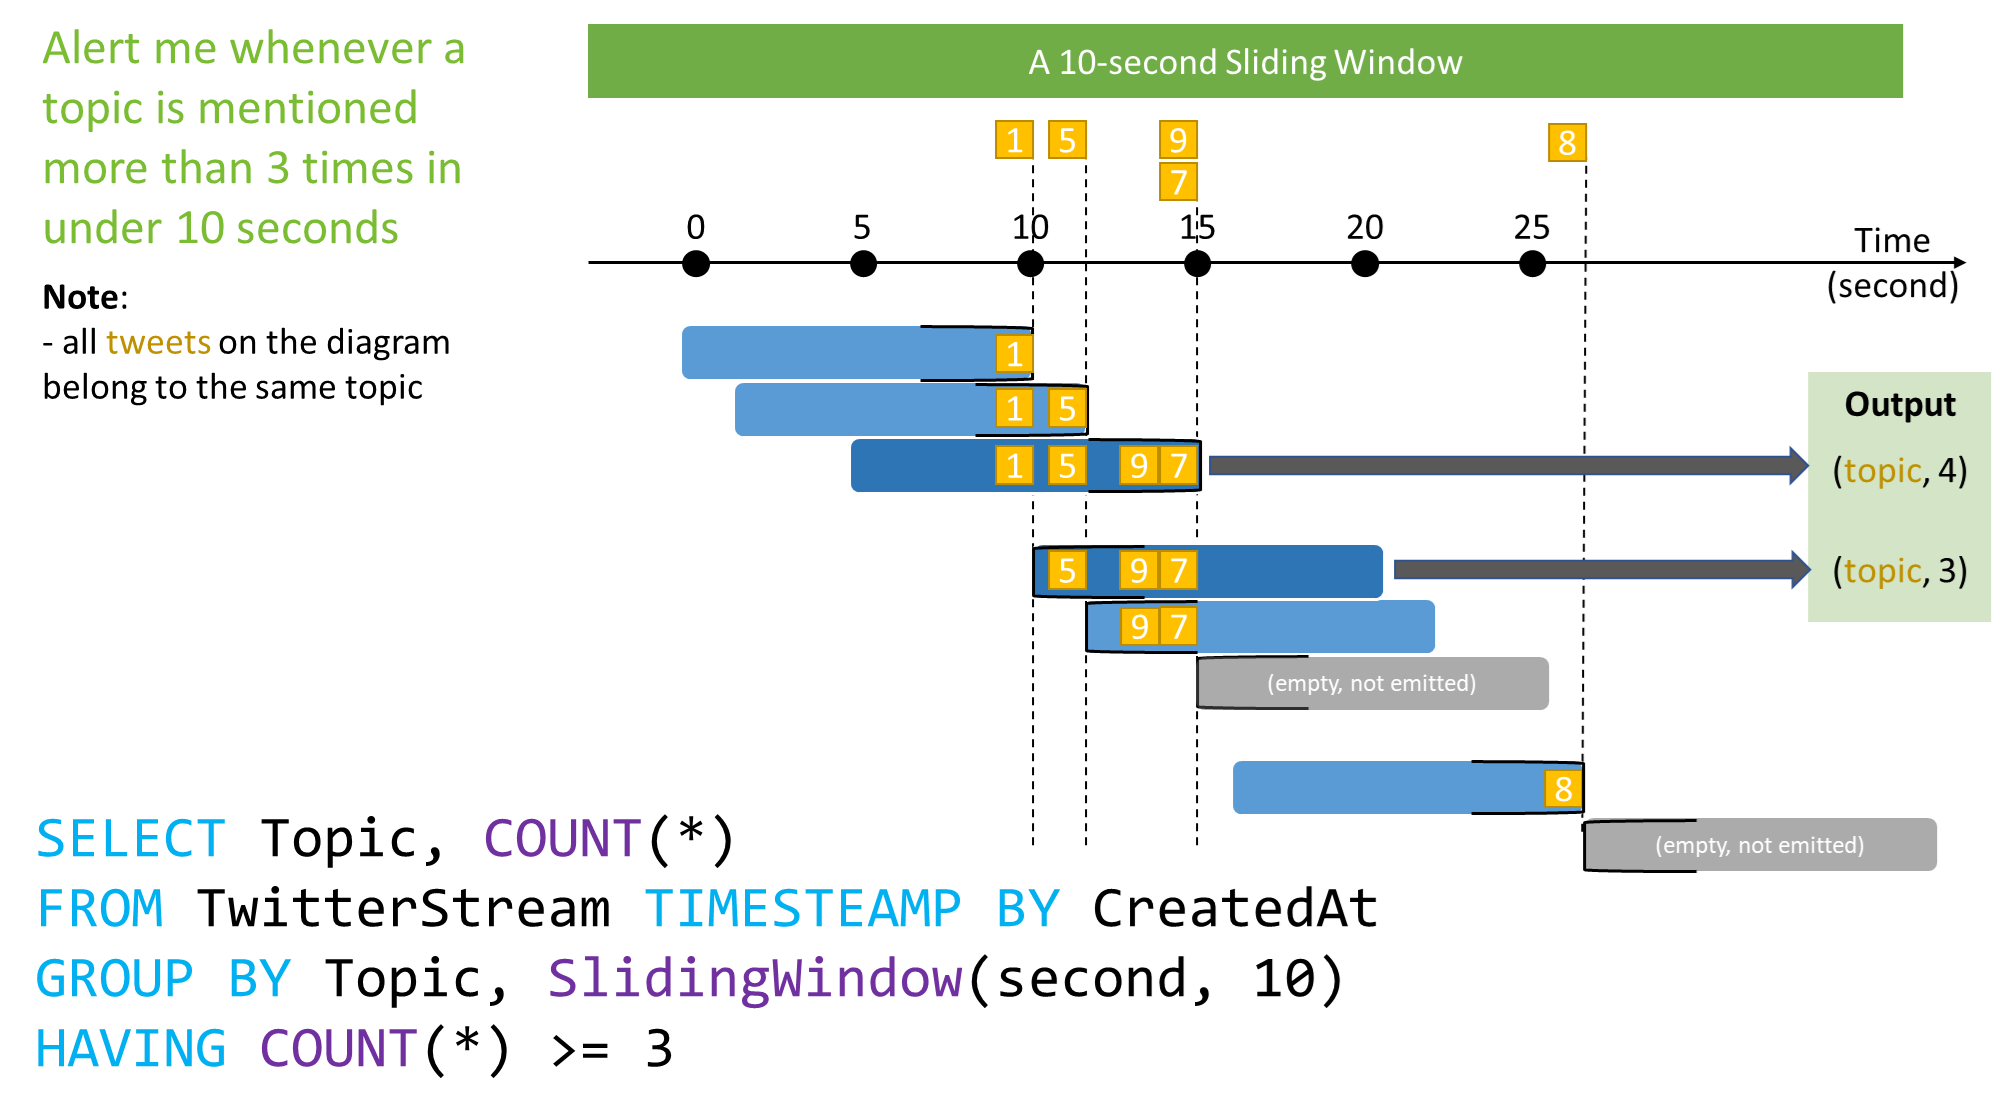 Alert me whenever a
topic is mentioned
more than 3 times in
under 10 seconds
Note:
- all tweets on the diagram
belong to the same topic
A 10-second Sliding Window
1 5 9 8
7
0 5 10 15 20 25
Time
(second)
1
1 5
1 5 9 7
5 9 7
9 7
(empty, not emitted)
8
(empty, not emitted)
Output
(topic, 4)
(topic, 3)
SELECT Topic, COUNT(*)
FROM TwitterStream TIMESTEAMP BY CreatedAt
GROUP BY Topic, SlidingWindow(second, 10)
HAVING COUNT(*) >= 3